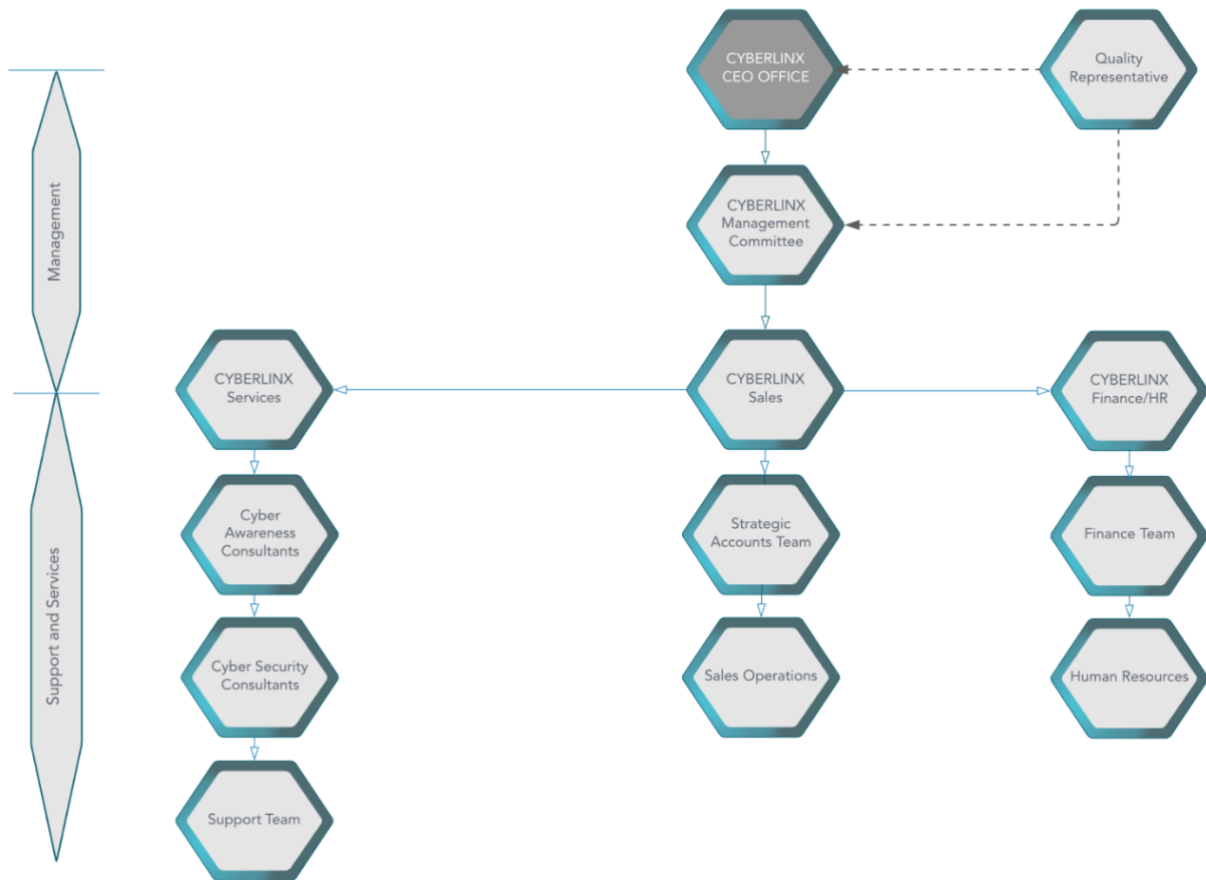 CYBERLINX
CEO OFFICE
Quality
Representative
Management
CYBERLINX
Management
Committee
CYBERLINX
Services
CYBERLINX
Sales
CYBERLINX
Finance/HR
Support and Services
Cyber
Awareness
Consultants
Strategic
Accounts Team
Finance Team
Cyber Security
Consultants
Sales Operations
Human Resources
Support Team